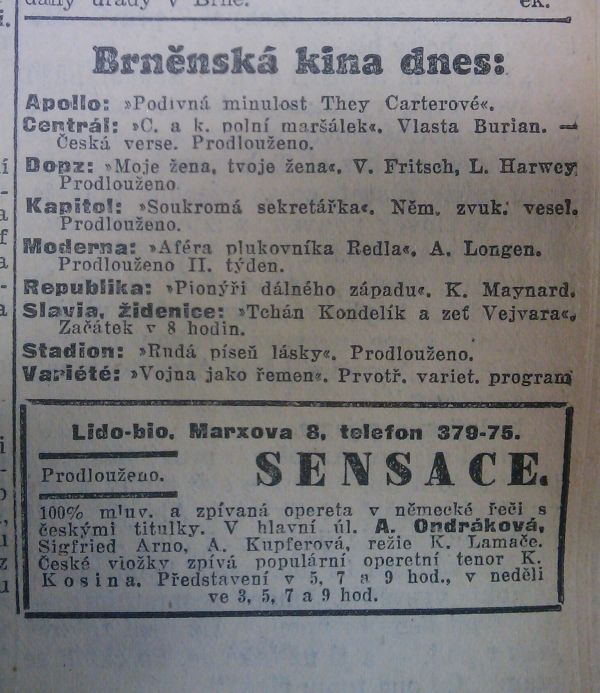 dany úřady v Brně.
ek.
Brněnská kina dnes:
Apollo: »Podivná minulost They Carterové«.
Centrál: »C. a k. polní maršálek«. Vlasta Burian. —
Česká verse. Prodlouženo.
Dopz: »Moje žena, tvoje žena«. V. Fritsch, L. Harwey
Prodlouženo.
Kapitol: »Soukromá sekretářka«. Něm. zvuk. vesel.
Prodlouženo.
Moderna: »Aféra plukovníka Redla«. A. Longen.
Prodlouženo II. týden.
Republika: »Pionýři dálného západu«. K. Maynard.
Slavia, židenice: »Tchán Kondelík a zeť Vejvara«.
Začátek v 8 hodin.
Stadion: »Rudá píseň lásky«. Prodlouženo.
Variété: »Vojna jako řemen«. Prvotř. variet. program
Lido-bio, Marxova 8, telefon 379-75.
Prodlouženo.
SENSACE.
100% mluv. a zpívaná opereta v německé řeči s
českými titulky. V hlavní úl. A. Ondráková,
Sigfried Arno, A. Kupferová, režie K. Lamače.
České vložky zpívá populární operetní tenor K.
Kosina. Představení v 5, 7 a 9 hod., v neděli
ve 3, 5, 7 a 9 hod.